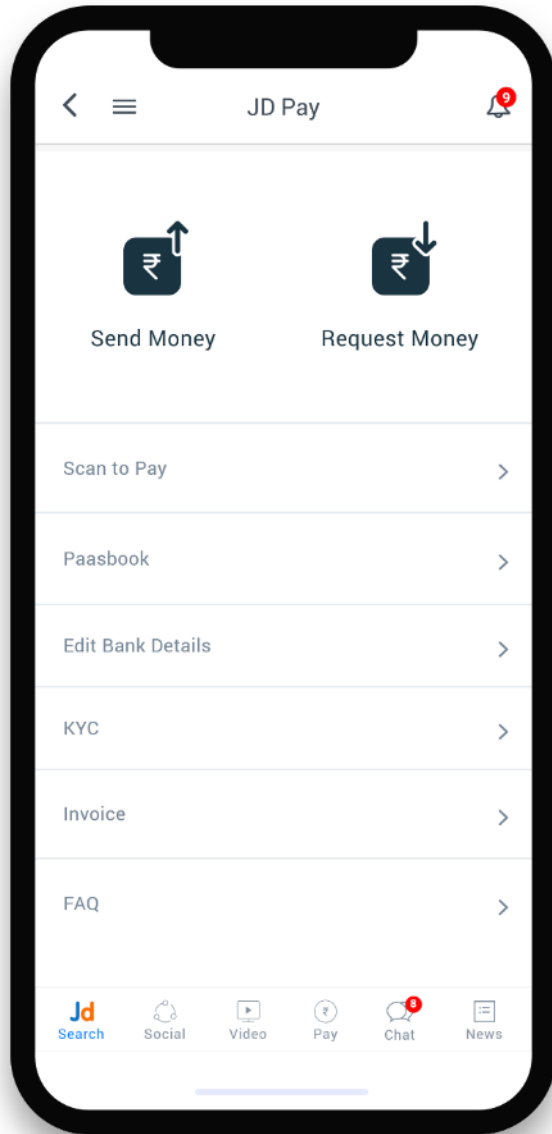 JD Pay
9
₹
₹
Send Money
Request Money
Scan to Pay
Paasbook
Edit Bank Details
KYC
Invoice
FAQ
Jd
₹
8
Search
Social
Video
Pay
Chat
News